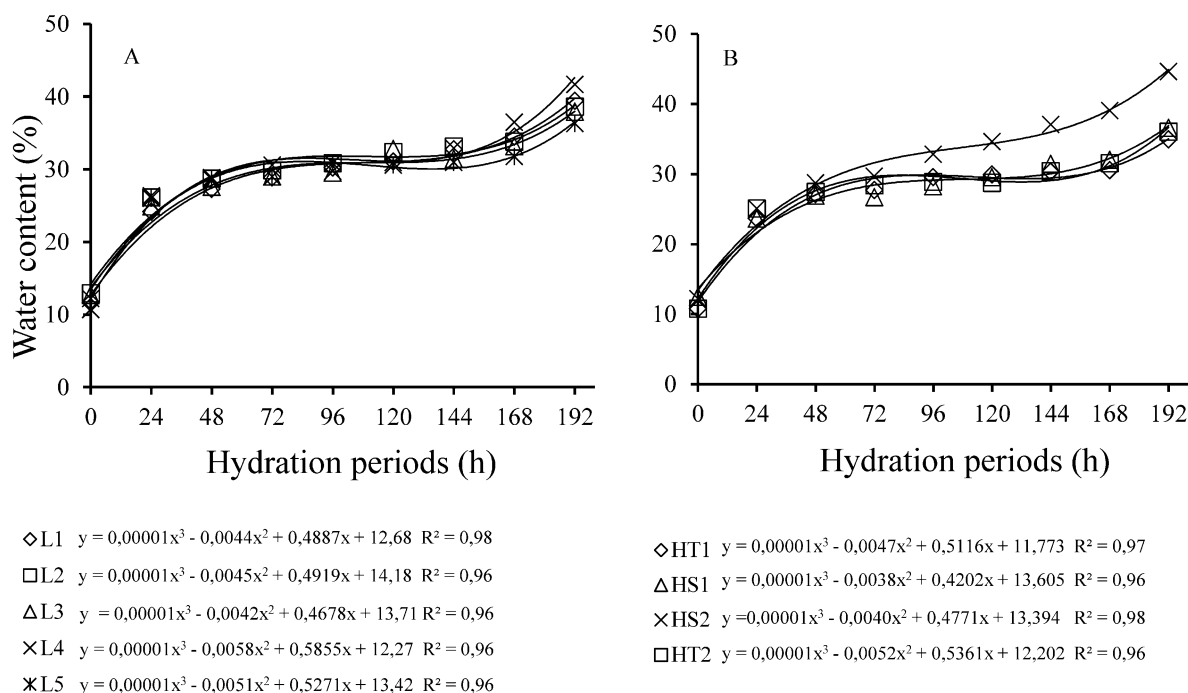 A
Water content (%)
50
40
30
20
10
0
0 24 48 72 96 120 144 168 192
Hydration periods (h)
L1 y = 0,00001x³ - 0,0044x² + 0,4887x + 12,68 R² = 0,98
L2 y = 0,00001x³ - 0,0045x² + 0,4919x + 14,18 R² = 0,96
L3 y = 0,00001x³ - 0,0042x² + 0,4678x + 13,71 R² = 0,96
L4 y = 0,00001x³ - 0,0058x² + 0,5855x + 12,27 R² = 0,96
L5 y = 0,00001x³ - 0,0051x² + 0,5271x + 13,42 R² = 0,96
B
50
40
30
20
10
0
0 24 48 72 96 120 144 168 192
Hydration periods (h)
HT1 y = 0,00001x³ - 0,0047x² + 0,5116x + 11,773 R² = 0,97
HS1 y = 0,00001x³ - 0,0038x² + 0,4202x + 13,605 R² = 0,96
HS2 y =0,00001x³ - 0,0040x² + 0,4771x + 13,394 R² = 0,98
HT2 y = 0,00001x³ - 0,0052x² + 0,5361x + 12,202 R² = 0,96